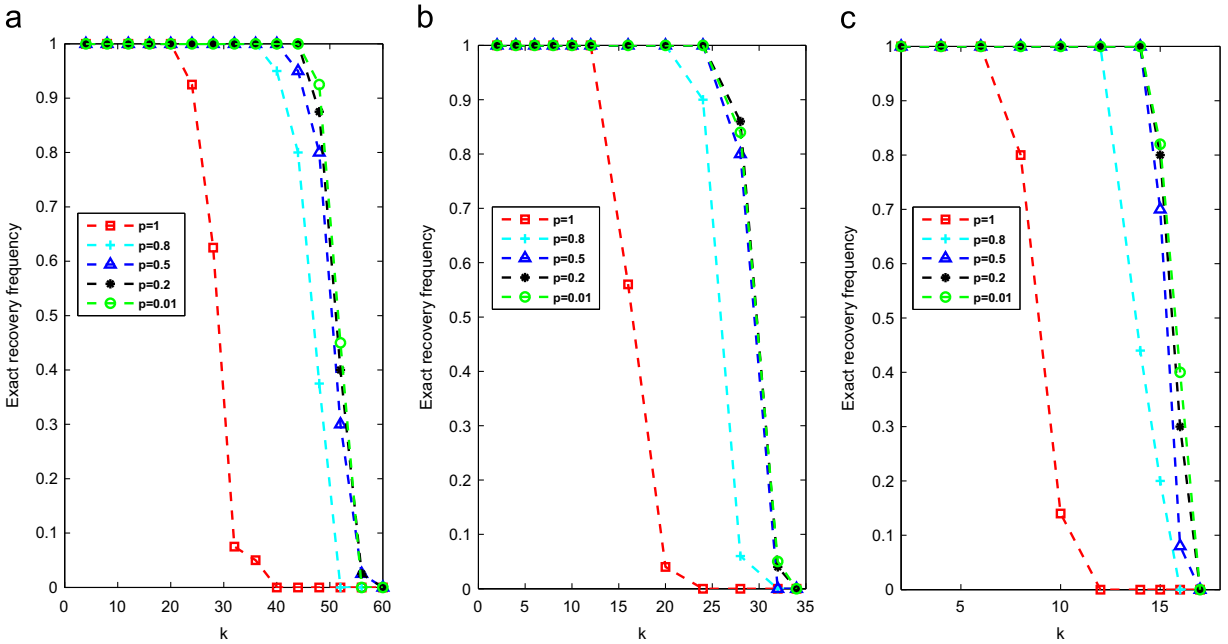 a
Exact recovery frequency
1
0.9
0.8
0.7
0.6
0.5
0.4
0.3
0.2
0.1
0
p=1
p=0.8
p=0.5
p=0.2
p=0.01
0 10 20 30 40 50 60
k
b
Exact recovery frequency
1
0.9
0.8
0.7
0.6
0.5
0.4
0.3
0.2
0.1
0
p=1
p=0.8
p=0.5
p=0.2
p=0.01
0 5 10 15 20 25 30 35
k
c
Exact recovery frequency
1
0.9
0.8
0.7
0.6
0.5
0.4
0.3
0.2
0.1
0
p=1
p=0.8
p=0.5
p=0.2
p=0.01
5 10 15
k